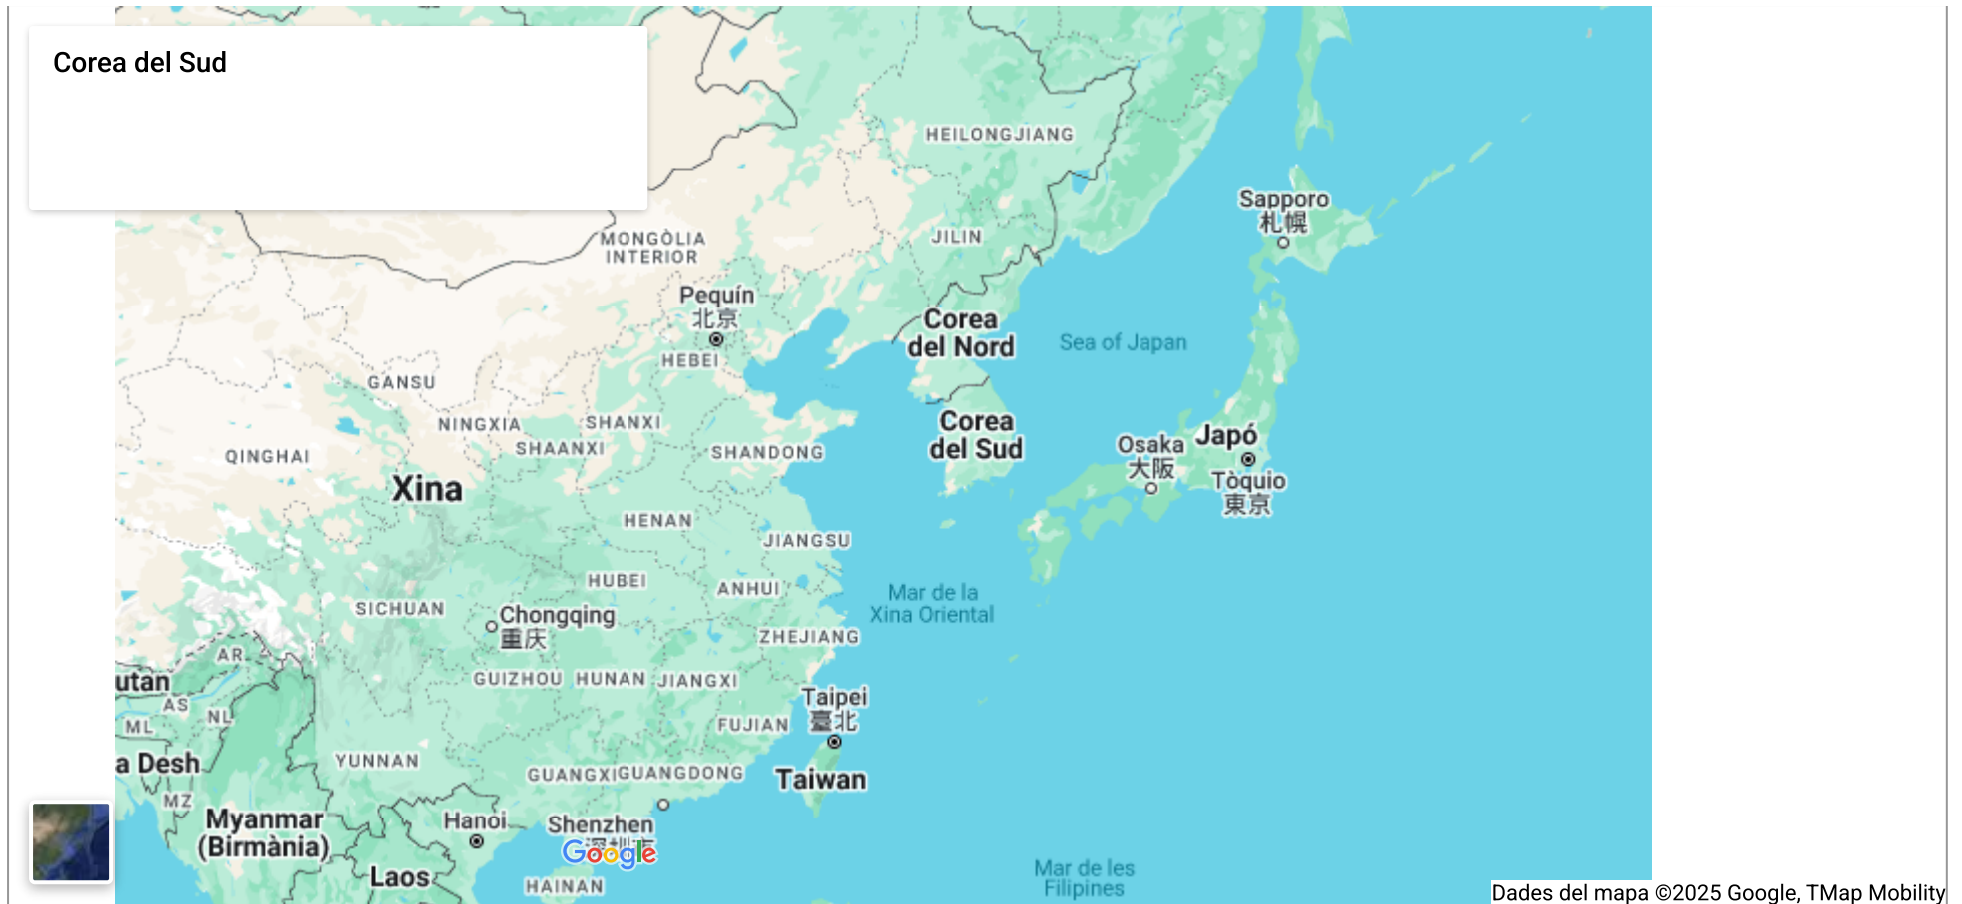 Corea del Sud
HEILONGJIANG
Sapporo
札幌
MONGÒLIA
INTERIOR
JILIN
Pequín
北京
HEBEI
Corea
del Nord
Sea of Japan
GANSU
NINGXIA
SHANXI
SHAANXI
QINGHAI
SHANDONG
Corea
del Sud
Osaka
大阪
Japó
Tòquio
東京
Xina
HENAN
JIANGSU
HUBEI
ANHUI
Mar de la
Xina Oriental
SICHUAN
Chongqing
重庆
ZHEJIANG
AR
utan
AS
NL
ML
GUIZHOU
HUNAN
JIANGXI
Taipei
臺北
FUJIAN
a Desh
YUNNAN
GUANGXI
GUANGDONG
Taiwan
MZ
Myanmar
(Birmània)
Hanói
Shenzhen
Google
Laos
HAINAN
Mar de les
Filipines
Dades del mapa ©2025 Google, TMap Mobility